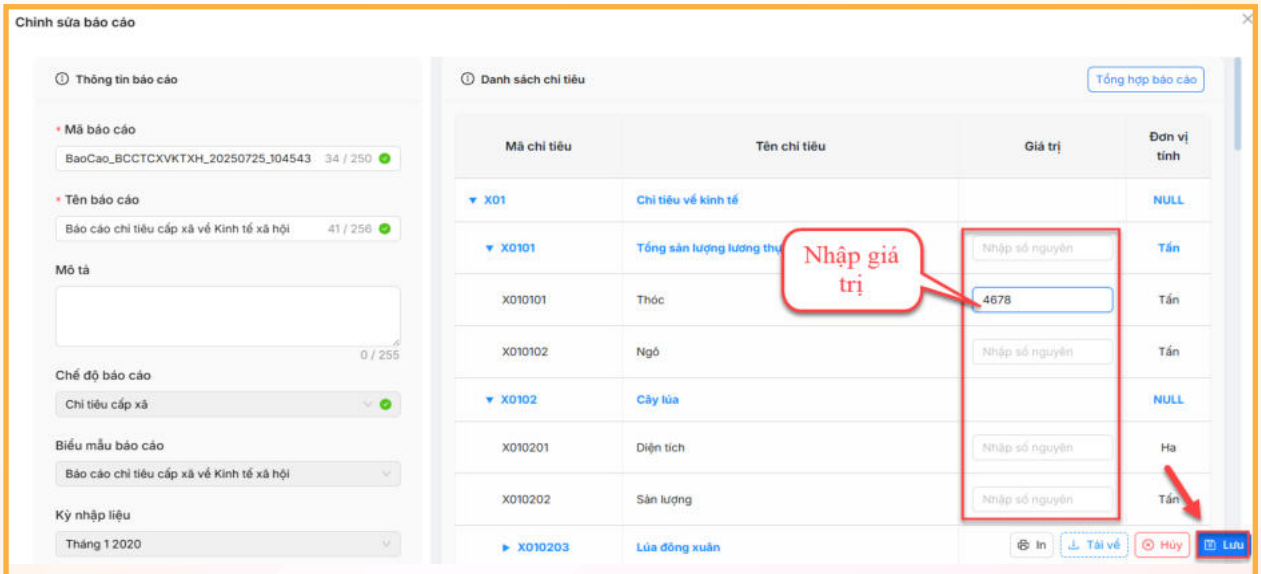 Chỉnh sửa báo cáo
Thông tin báo cáo
* Mã báo cáo
BaoCao_BCCTCXVKTXH_20250725_104543 34 / 250
* Tên báo cáo
Báo cáo chỉ tiêu cấp xã về Kinh tế xã hội 41 / 256
Mô tả
0 / 255
Chế độ báo cáo
Chỉ tiêu cấp xã
Biểu mẫu báo cáo
Báo cáo chỉ tiêu cấp xã về Kinh tế xã hội
Kỳ nhập liệu
Tháng 1 2020
Danh sách chỉ tiêu
Tổng hợp báo cáo
Mã chỉ tiêu Tên chỉ tiêu Giá trị Đơn vị
tính
X01 Chỉ tiêu về kinh tế NULL
X0101 Tổng sản lượng lương Nhập số nguyên Tấn
Nhập giá
trị
X010101 Thóc 4678 Tấn
X010102 Ngô Nhập số nguyên Tấn
X0102 Cây lúa NULL
X010201 Diện tích Nhập số nguyên Ha
X010202 Sản lượng Nhập số nguyên Tấn
X010203 Lúa đông xuân
In Tải về Hủy Lưu